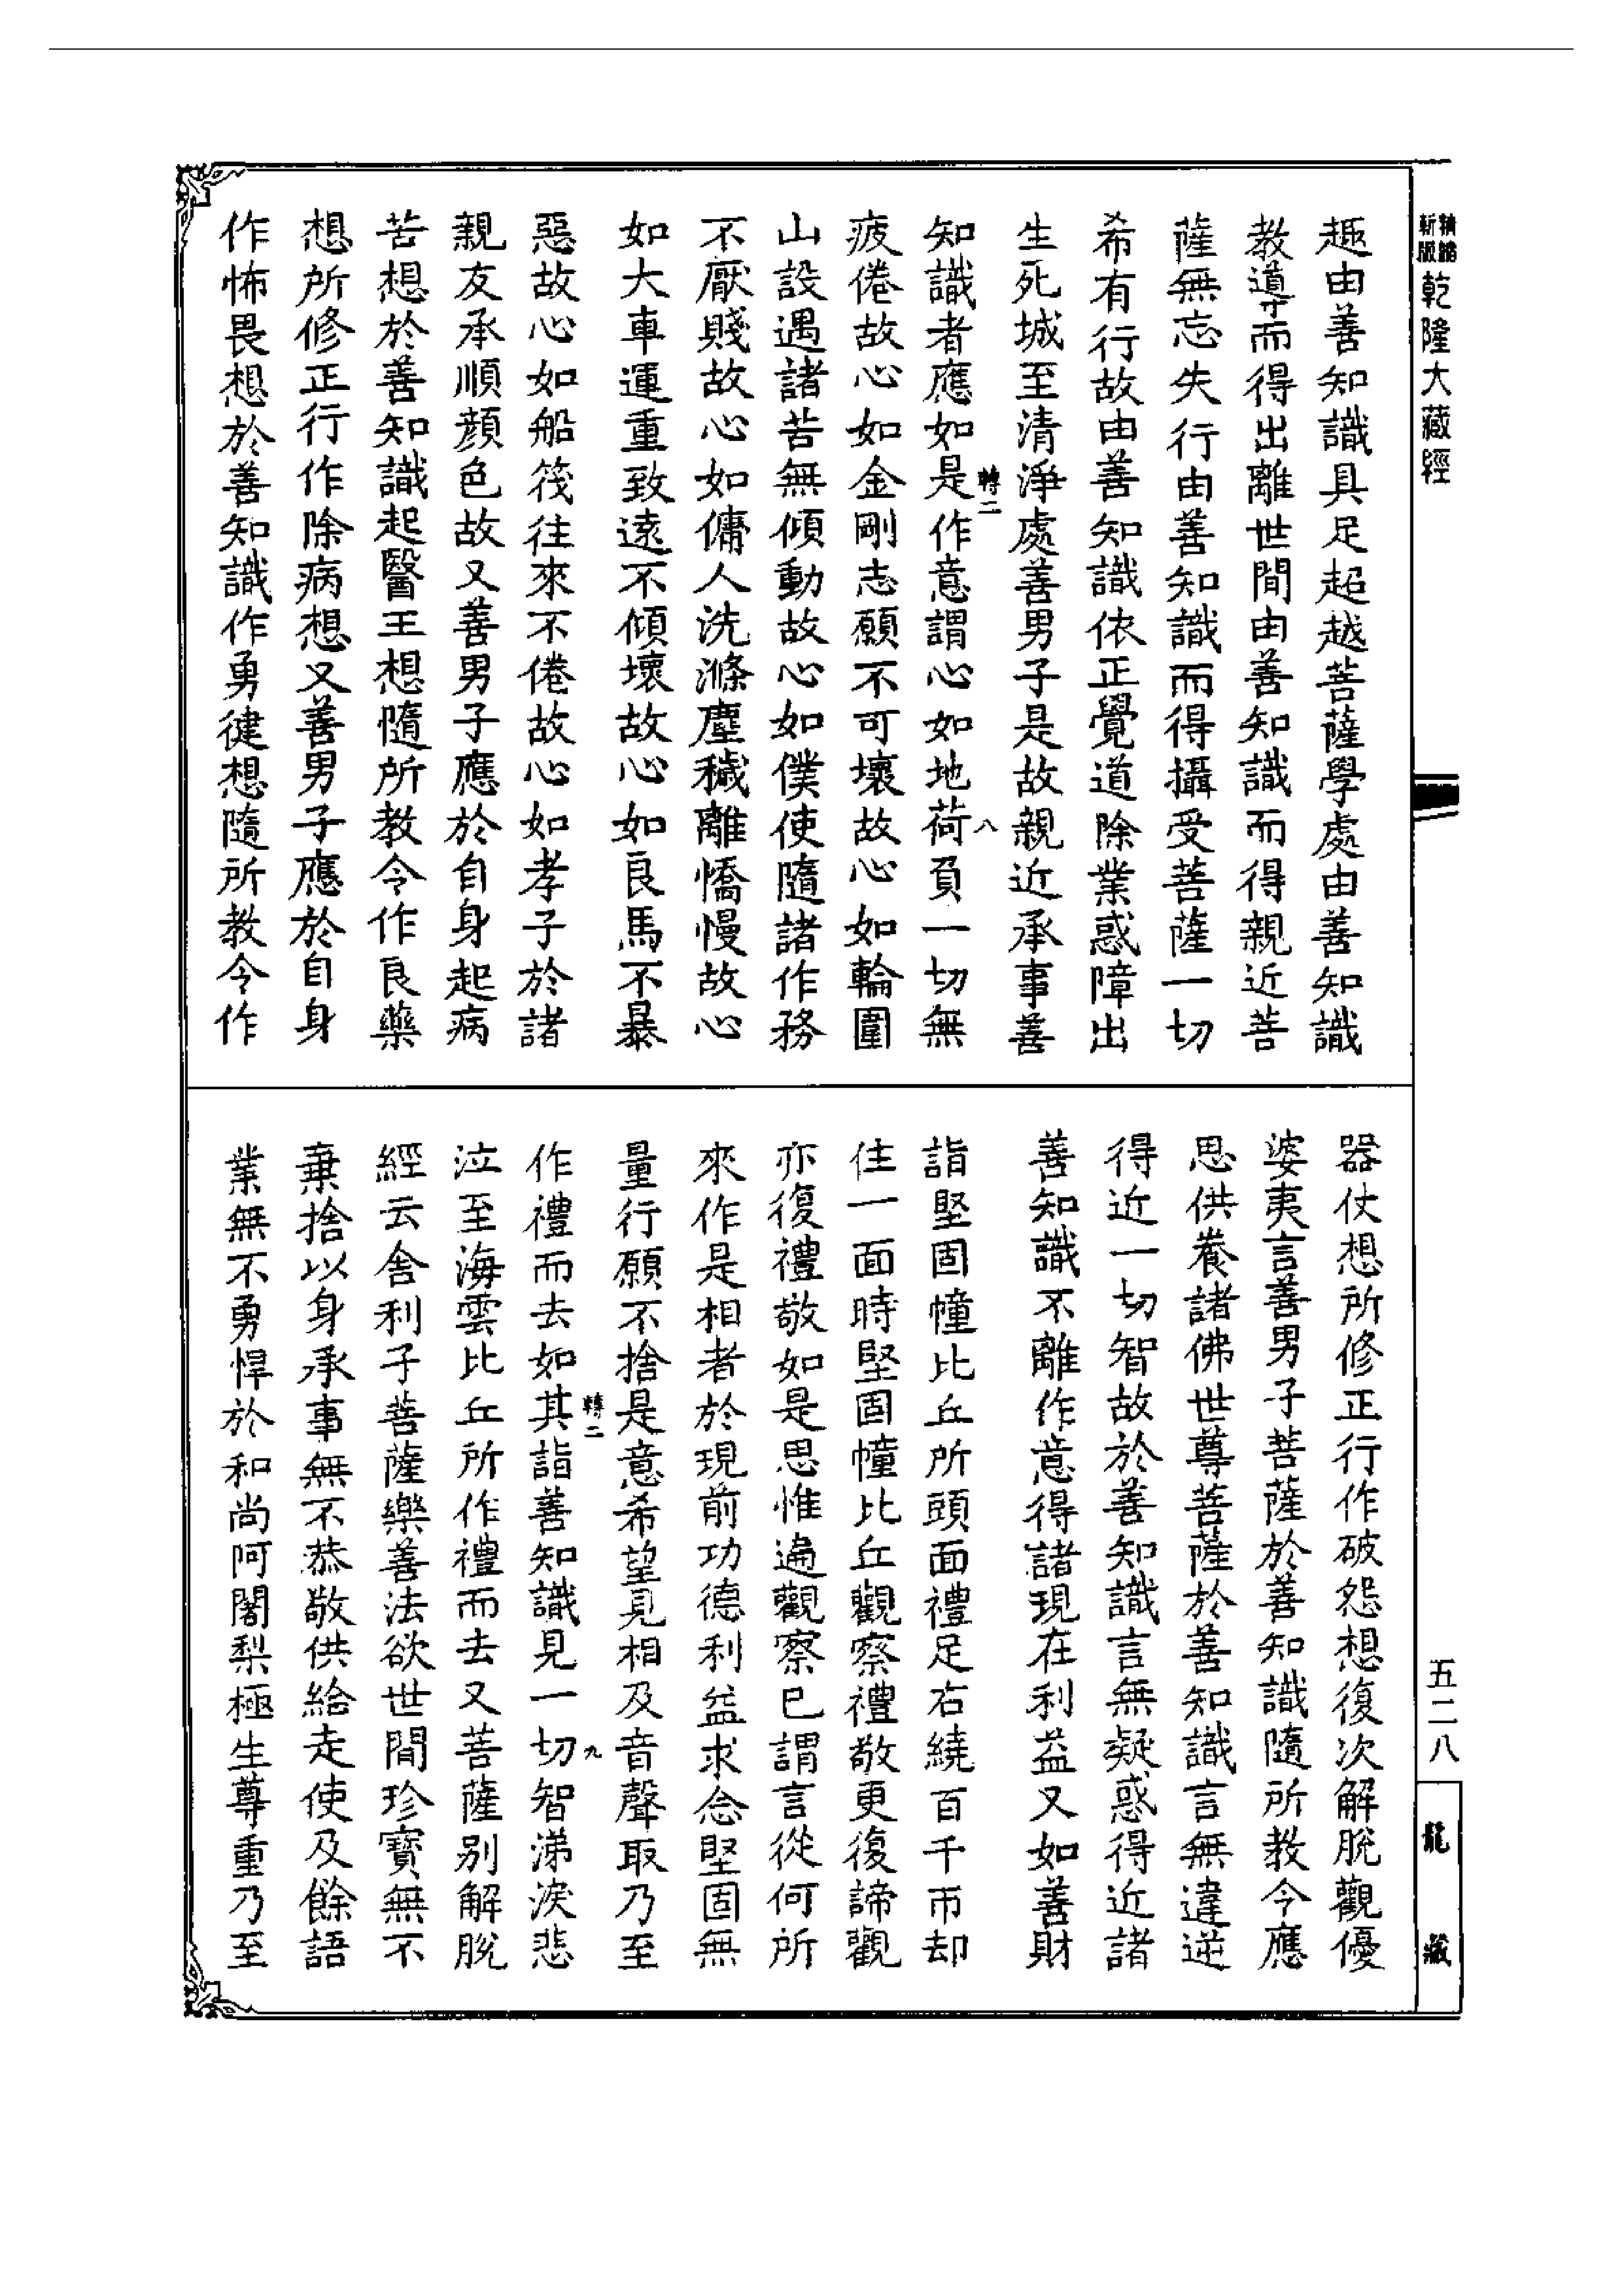 精縮新版 乾隆大藏經
趣由善知識具足超越菩薩學處由善知識
教導而得出離世間由善知識而得親近菩
薩無忘失行由善知識而得攝受菩薩一切
希有行故由善知識依正覺道除業惑障出
生死城至清淨處善男子是故親近承事善
轉二 八
知識者應如是作意謂心如地荷負一切無
疲倦故心如金剛志願不可壞故心如輪圍
山設遇諸苦無傾動故心如僕使隨諸作務
不厭賤故心如傭人洗滌塵穢離憍慢故心
如大車運重致遠不傾壞故心如良馬不暴
惡故心如船筏往來不倦故心如孝子於諸
親友承順顏色故又善男子應於自身起病
苦想於善知識起醫王想隨所教令作良藥
想所修正行作除病想又善男子應於自身
作怖畏想於善知識作勇健想隨所教令作
器仗想所修正行作破怨想復次解脫觀優
婆夷言善男子菩薩於善知識隨所教令應
思供養諸佛世尊菩薩於善知識言無違逆
得近一切智故於善知識言無疑惑得近諸
善知識不離作意得諸現在利益又如善財
詣堅固幢比丘所頭面禮足右繞百千帀却
住一面時堅固幢比丘觀察禮敬更復諦觀
亦復禮敬如是思惟遍觀察已謂言從何所
來作是相者於現前功德利益求念堅固無
量行願不捨是意希望見相及音聲取乃至
轉二 九
作禮而去如其詣善知識見一切智涕淚悲
泣至海雲比丘所作禮而去又菩薩別解脫
經云舍利子菩薩樂善法欲世間珍寶無不
棄捨以身承事無不恭敬供給走使及餘語
業無不勇悍於和尚阿闍梨極生尊重乃至
五二八
龍藏